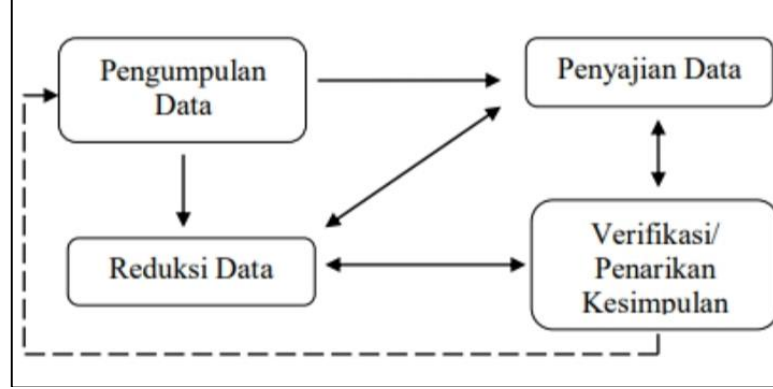 Pengumpulan
Data
Penyajian Data
Reduksi Data
Verifikasi/
Penarikan
Kesimpulan